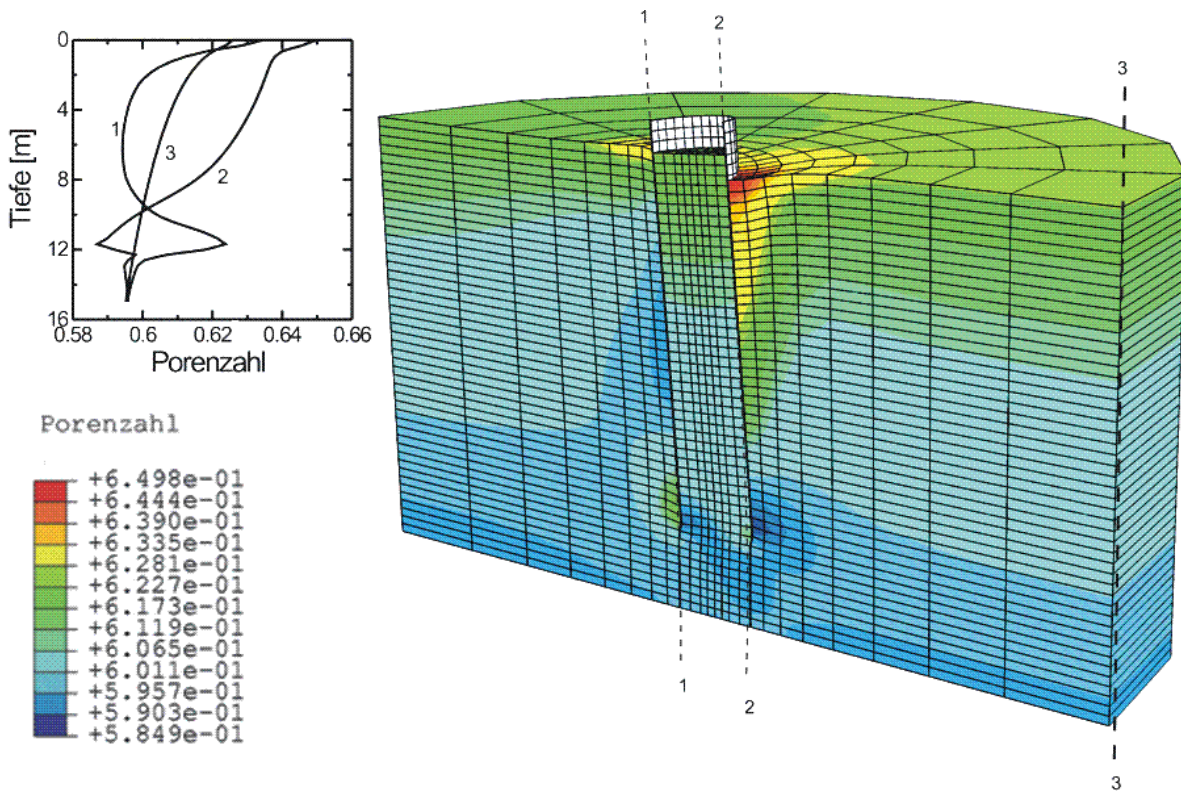 1
2
3
0
4
8
12
16
Tiefe [m]
1
3
2
0.58 0.6 0.62 0.64 0.66
Porenzahl
Porenzahl
+6.498e-01
+6.444e-01
+6.390e-01
+6.335e-01
+6.281e-01
+6.227e-01
+6.173e-01
+6.119e-01
+6.065e-01
+6.011e-01
+5.957e-01
+5.903e-01
+5.849e-01
1
2
3